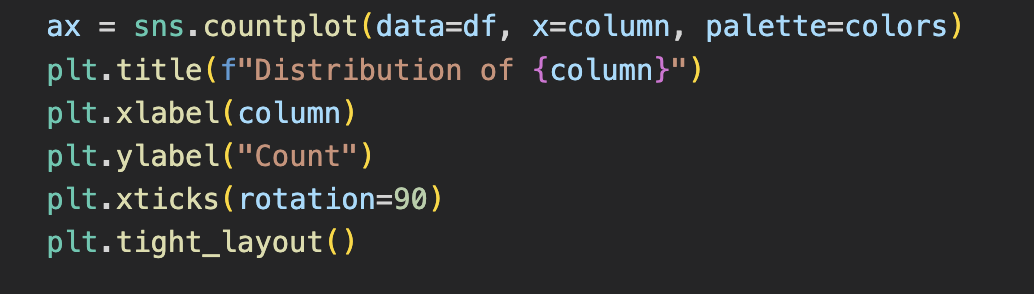 ax = sns.countplot(data=df, x=column, palette=colors)
plt.title(f"Distribution of {column}")
plt.xlabel(column)
plt.ylabel("Count")
plt.xticks(rotation=90)
plt.tight_layout()